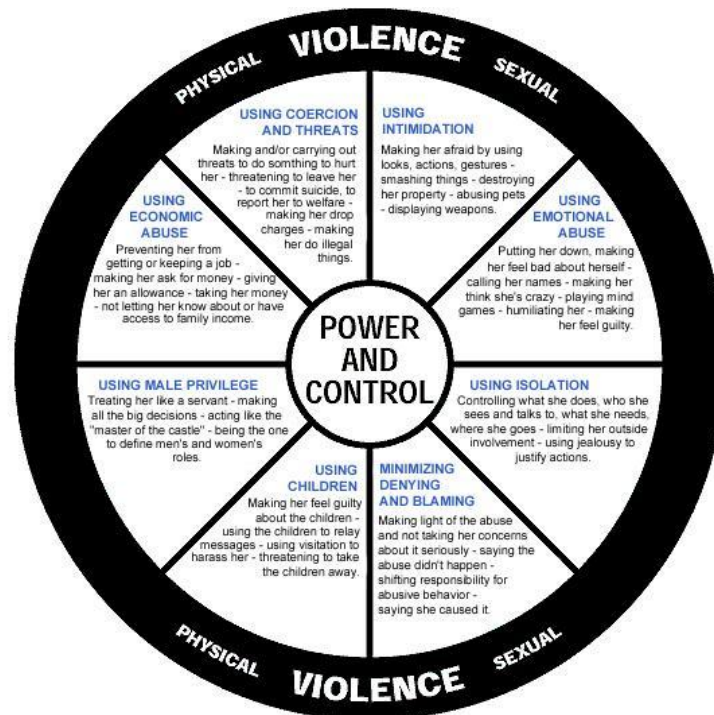 PHYSICAL VIOLENCE SEXUAL
USING COERCION
AND THREATS
Making and/or carrying out
threats to do somthing to hurt
her - threatening to leave her
- to commit suicide, to
report her to welfare -
making her drop
charges - making
her do illegal
things.
USING
INTIMIDATION
Making her afraid by using
looks, actions, gestures -
smashing things - destroying
her property - abusing pets
- displaying weapons.
USING
EMOTIONAL
ABUSE
Putting her down, making
her feel bad about herself -
calling her names - making her
think she's crazy - playing mind
games - humiliating her - making
her feel guilty.
USING ISOLATION
Controlling what she does, who she
sees and talks to, what she needs,
where she goes - limiting her outside
involvement - using jealousy to
justify actions.
MINIMIZING
DENYING
AND BLAMING
Making light of the abuse
and not taking her concerns
about it seriously - saying the
abuse didn't happen -
shifting responsibility for
abusive behavior -
saying she caused it.
USING
CHILDREN
Making her feel guilty
about the children -
using the children to relay
messages - using visitation to
harass her - threatening to take
the children away.
USING MALE PRIVILEGE
Treating her like a servant - making
all the big decisions - acting like the
"master of the castle" - being the one
to define men's and women's
roles.
USING
ECONOMIC
ABUSE
Preventing her from
getting or keeping a job -
making her ask for money - giving
her an allowance - taking her money
- not letting her know about or have
access to family income.
POWER
AND
CONTROL
PHYSICAL VIOLENCE SEXUAL